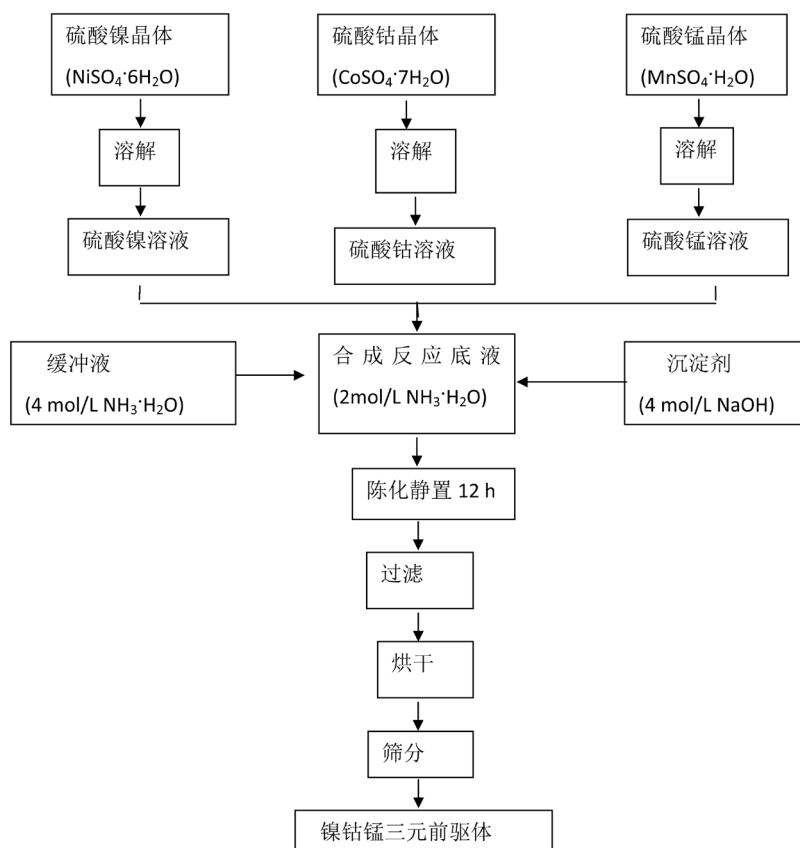 硫酸镍晶体
(NiSO₄·6H₂O)
硫酸钴晶体
(CoSO₄·7H₂O)
硫酸锰晶体
(MnSO₄·H₂O)
溶解
溶解
溶解
硫酸镍溶液
硫酸钴溶液
硫酸锰溶液
缓冲液
(4 mol/L NH₃·H₂O)
合成反应底液
(2mol/L NH₃·H₂O)
沉淀剂
(4 mol/L NaOH)
陈化静置 12 h
过滤
烘干
筛分
镍钴锰三元前驱体